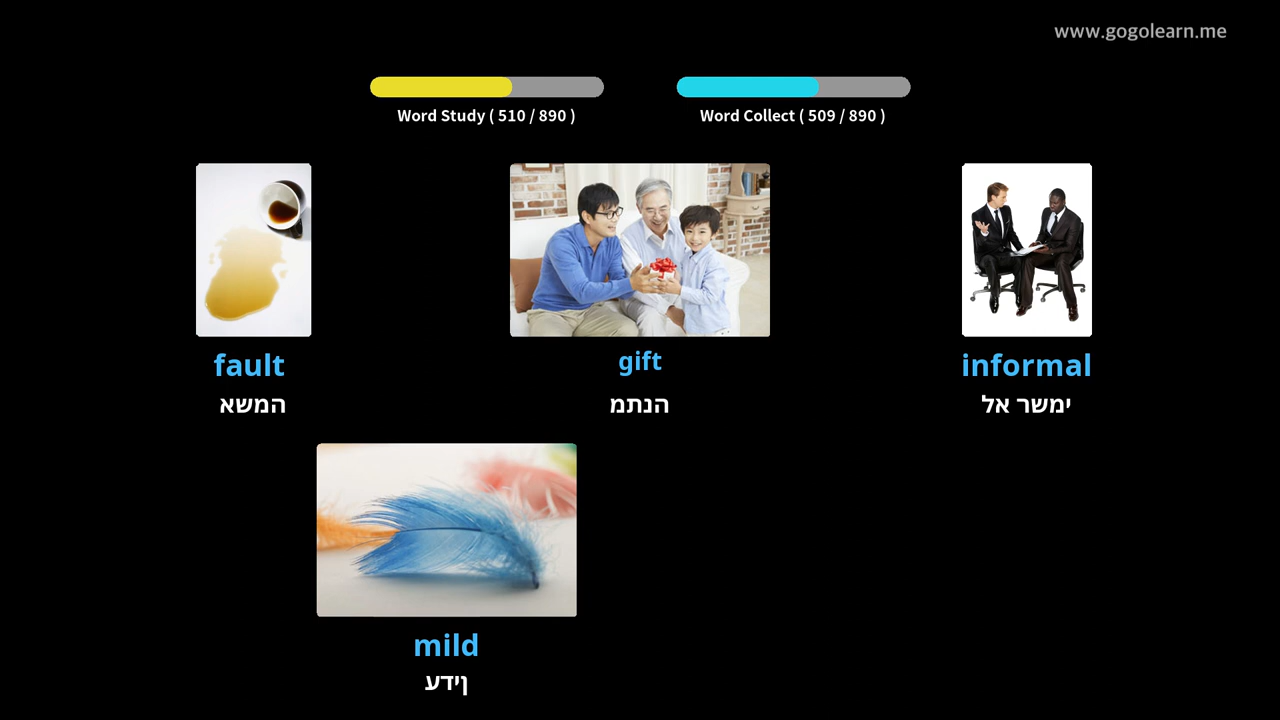 www.gogolearn.me
Word Study ( 510 / 890 )
Word Collect ( 509 / 890 )
fault
המשא
gift
הנתמ
informal
ימשר אל
mild
ןידע